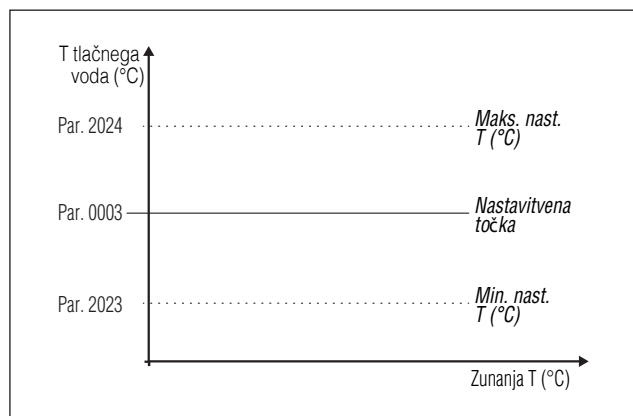 T tlačnega
voda (°C)
Par. 2024
Maks. nast.
T (°C)
Par. 0003
Nastavitvena
točka
Par. 2023
Min. nast.
T (°C)
Zunanja T (°C)